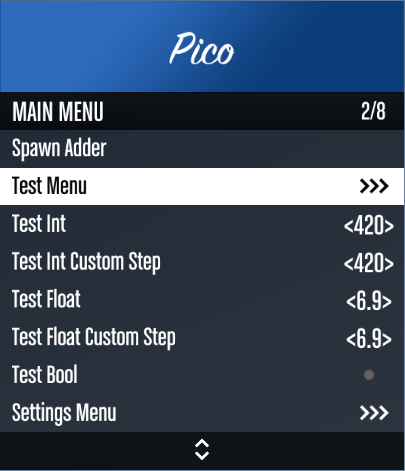 Pico
MAIN MENU 2/8
Spawn Adder
Test Menu >>>
Test Int <420>
Test Int Custom Step <420>
Test Float <6.9>
Test Float Custom Step <6.9>
Test Bool
Settings Menu >>>